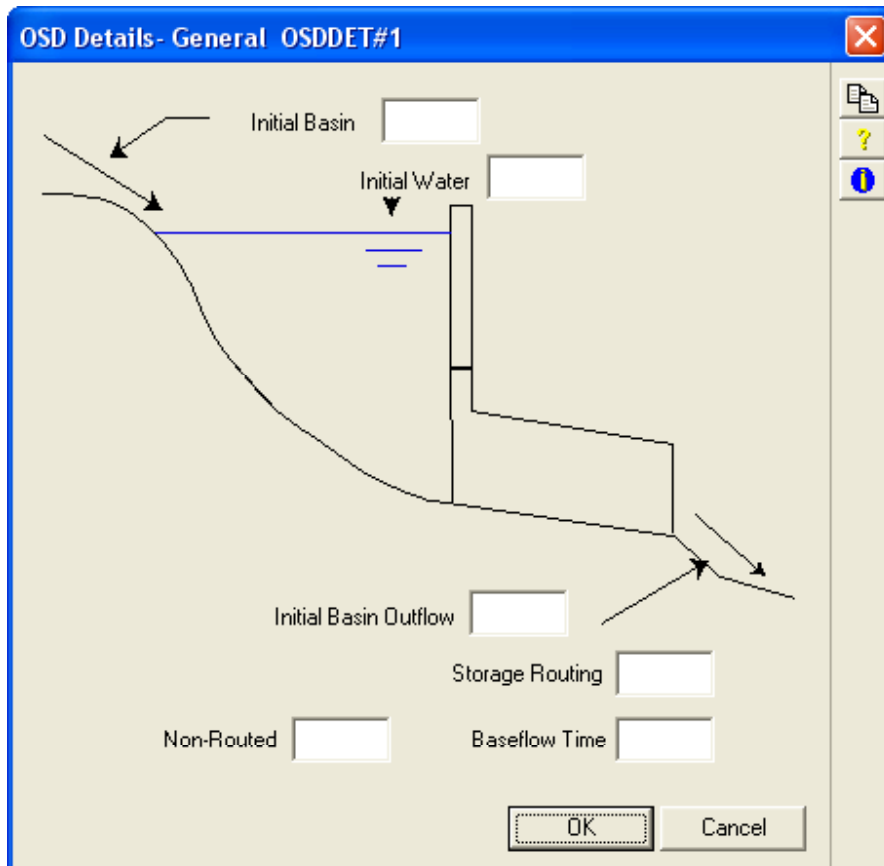 OSD Details- General OSDDET#1
Initial Basin
Initial Water
Initial Basin Outflow
Storage Routing
Non-Routed
Baseflow Time
OK
Cancel